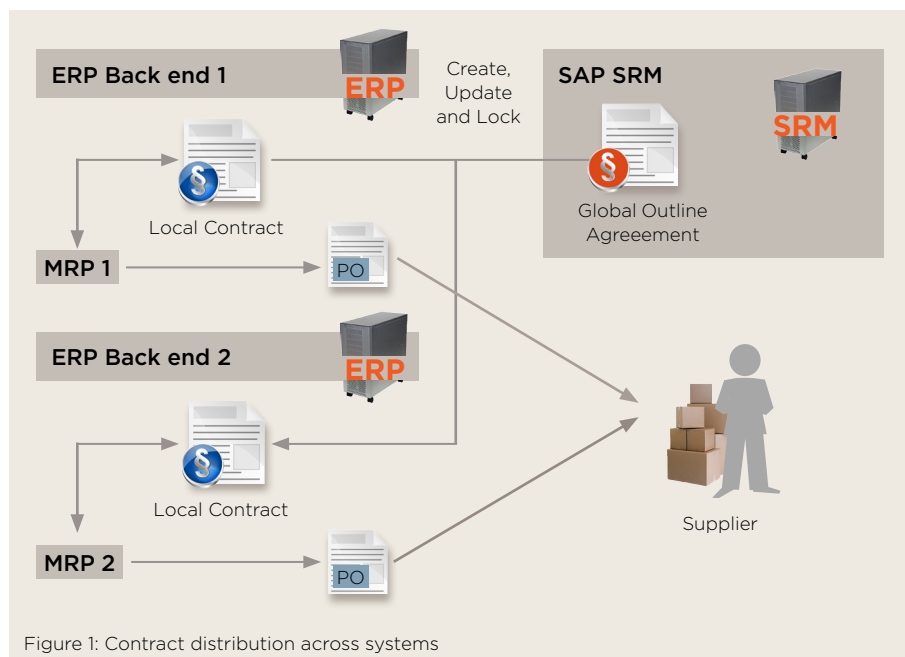 ERP Back end 1
ERP
Create,
Update
and Lock
SAP SRM
SRM
§
Local Contract
§
Global Outline
Agreeement
MRP 1
PO
ERP Back end 2
ERP
§
Local Contract
MRP 2
PO
Supplier
Figure 1: Contract distribution across systems